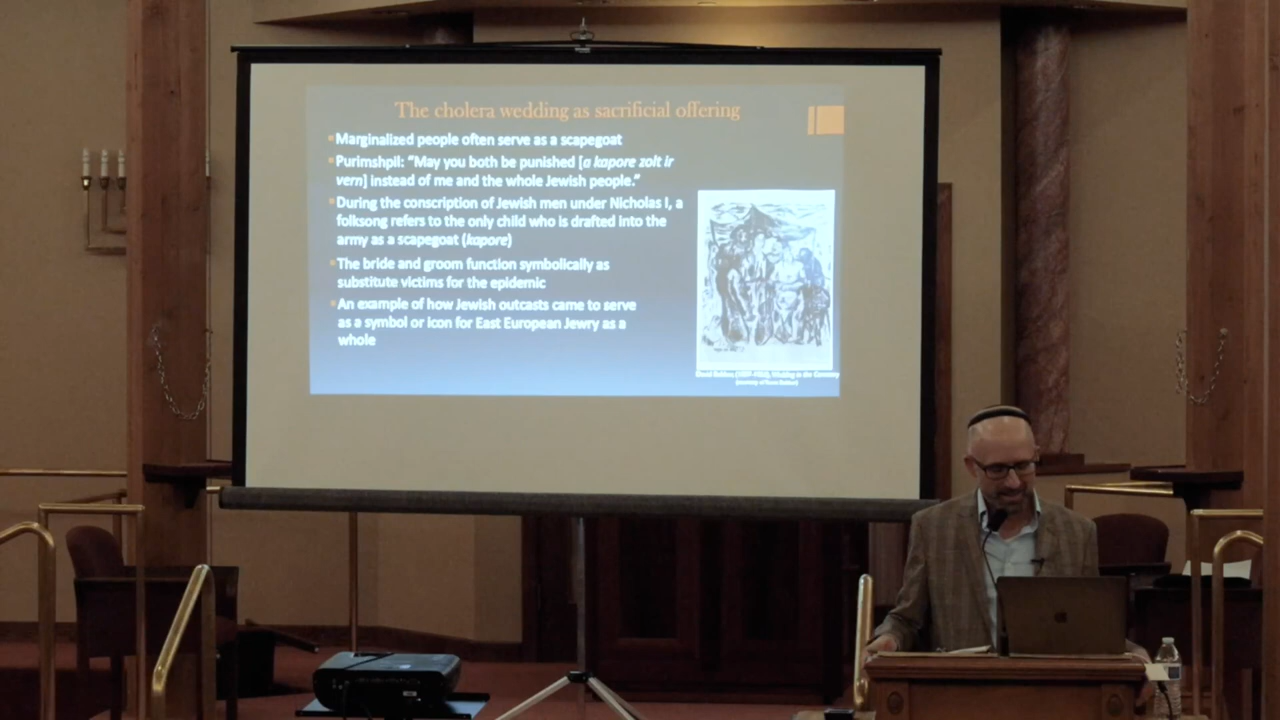 The cholera wedding as sacrificial offering
Marginalized people often serve as a scapegoat
Purimshpil: “May you both be punished [a kapore zolt ir
vern] instead of me and the whole Jewish people.”
During the conscription of Jewish men under Nicholas I, a
folksong refers to the only child who is drafted into the
army as a scapegoat (kapore)
The bride and groom function symbolically as
substitute victims for the epidemic
An example of how Jewish outcasts came to serve
as a symbol or icon for East European Jewry as a
whole